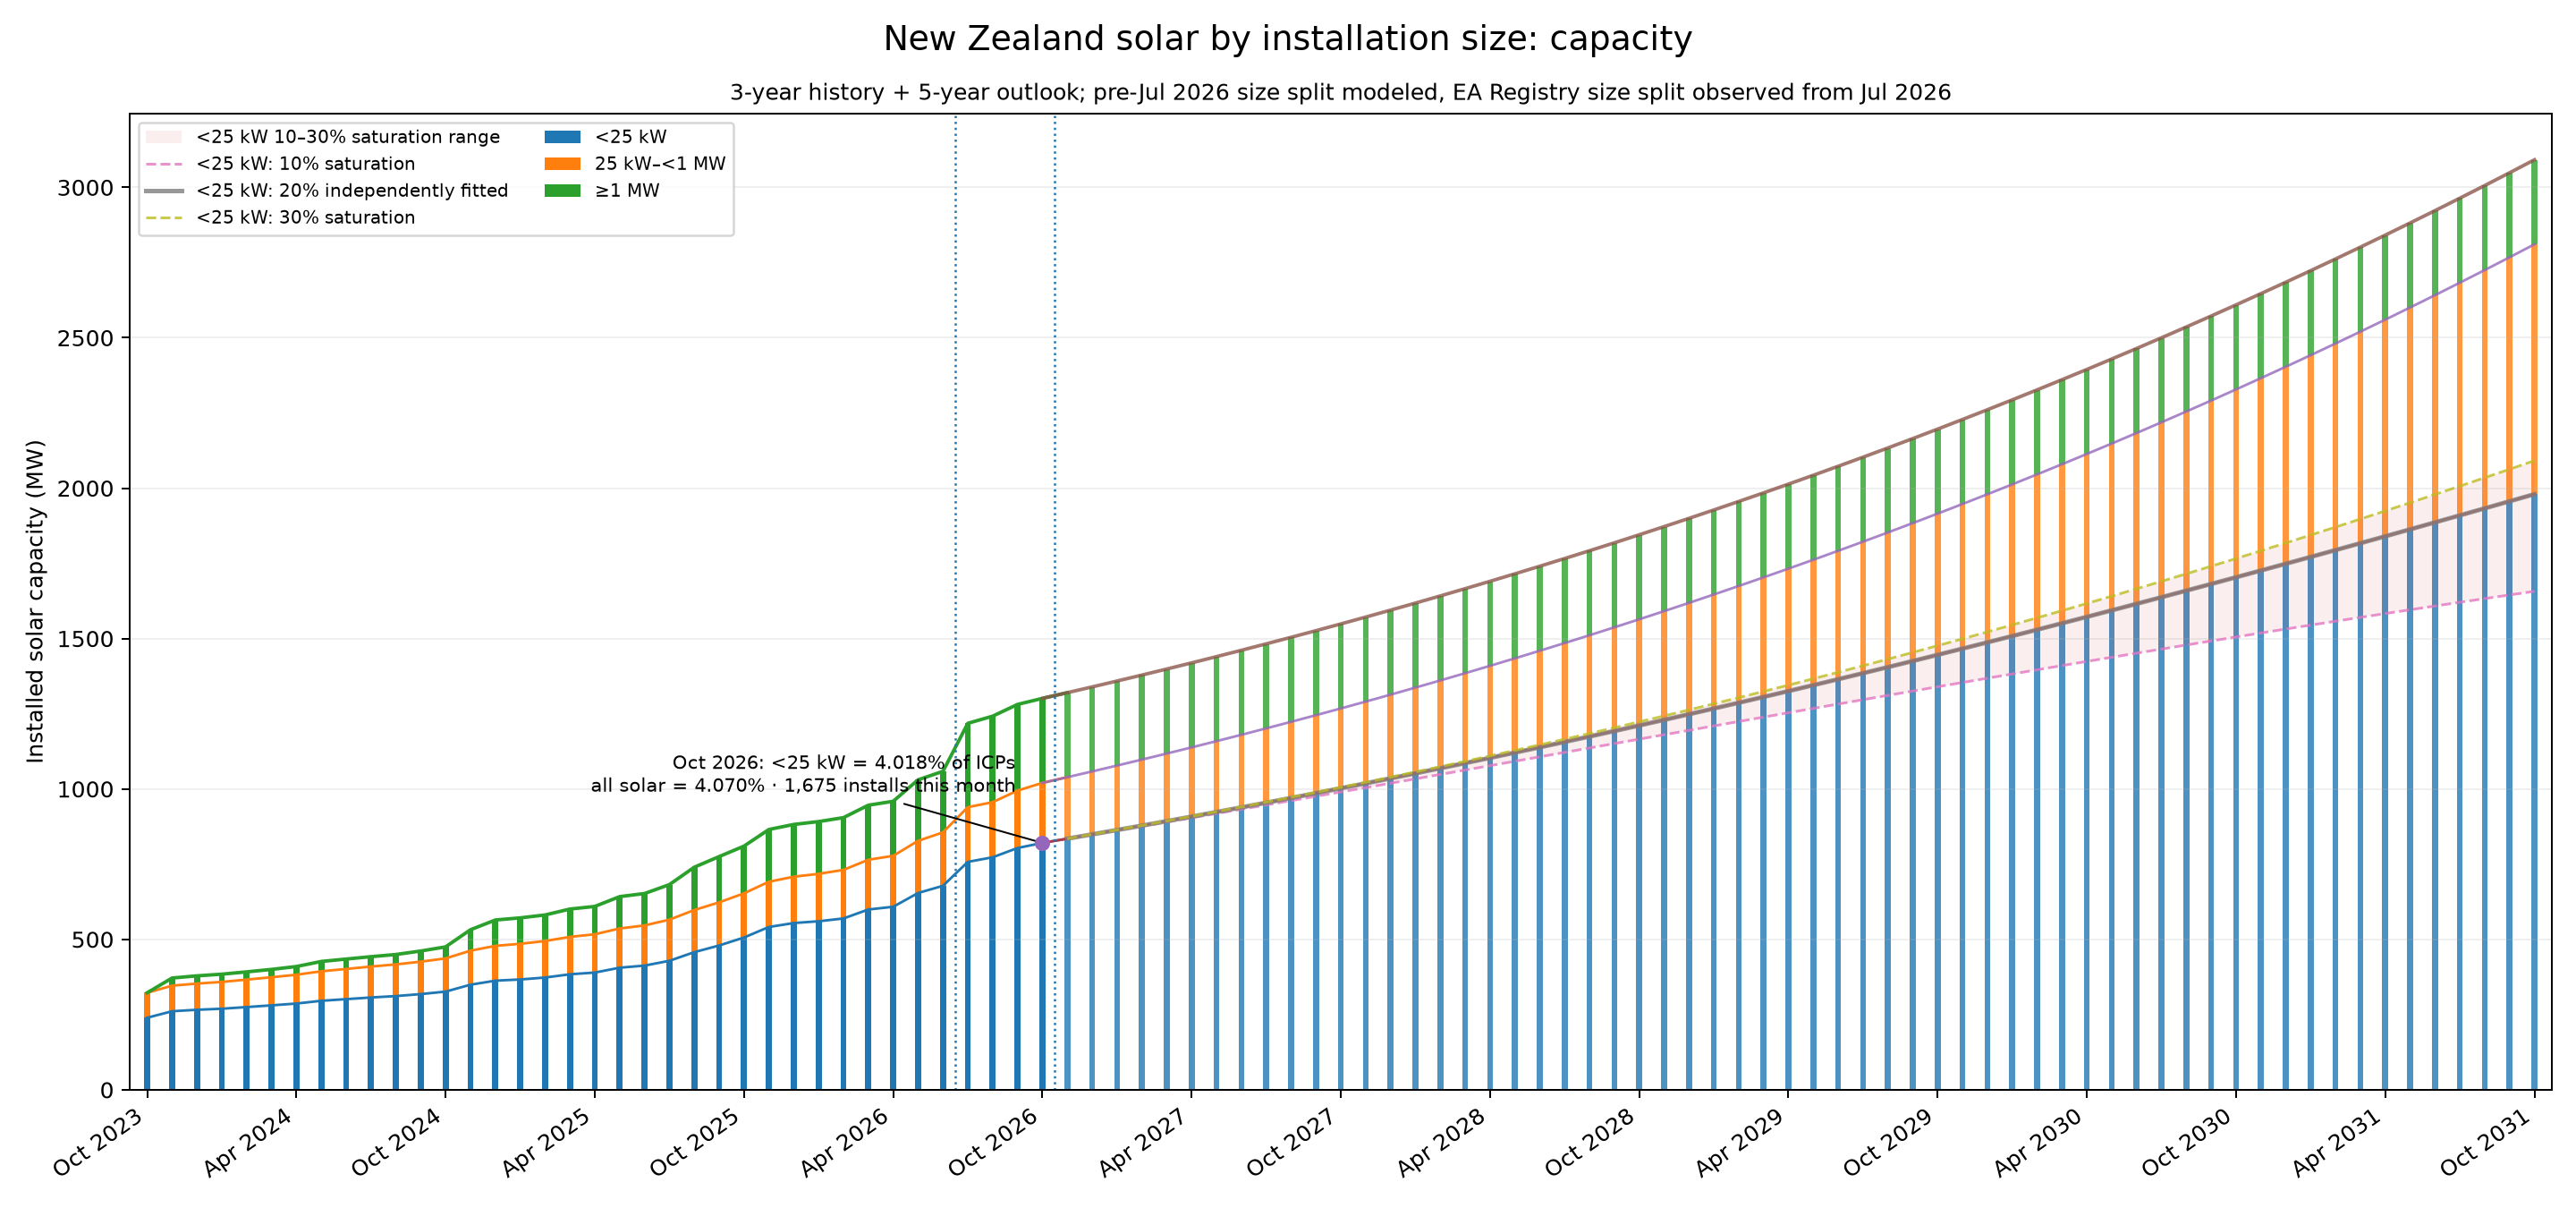 New Zealand solar by installation size: capacity
3-year history + 5-year outlook; pre-Jul 2026 size split modeled, EA Registry size split observed from Jul 2026
<25 kW 10–30% saturation range
<25 kW: 10% saturation
<25 kW: 20% independently fitted
<25 kW: 30% saturation
<25 kW
25 kW–<1 MW
≥1 MW
Installed solar capacity (MW)
3000
2500
2000
1500
1000
500
0
Oct 2026: <25 kW = 4.018% of ICPs
all solar = 4.070% · 1,675 installs this month
Oct 2023
Apr 2024
Oct 2024
Apr 2025
Oct 2025
Apr 2026
Oct 2026
Apr 2027
Oct 2027
Apr 2028
Oct 2028
Apr 2029
Oct 2029
Apr 2030
Oct 2030
Apr 2031
Oct 2031